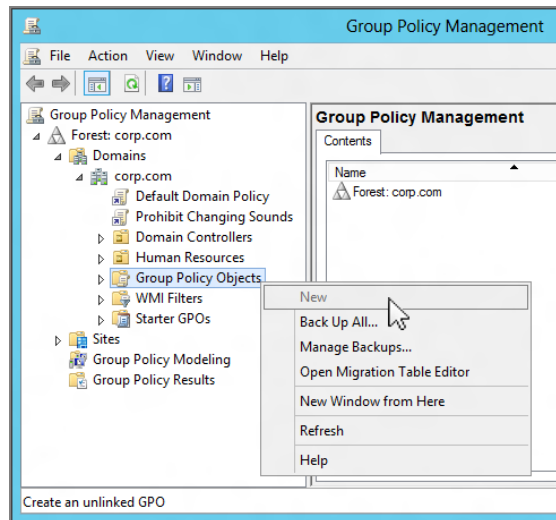 Group Policy Management
File Action View Window Help
Group Policy Management
Forest: corp.com
Domains
corp.com
Default Domain Policy
Prohibit Changing Sounds
Domain Controllers
Human Resources
Group Policy Objects
WMI Filters
Starter GPOs
Sites
Group Policy Modeling
Group Policy Results
Group Policy Management
Contents
Name
Forest: corp.com
New
Back Up All...
Manage Backups...
Open Migration Table Editor
New Window from Here
Refresh
Help
Create an unlinked GPO